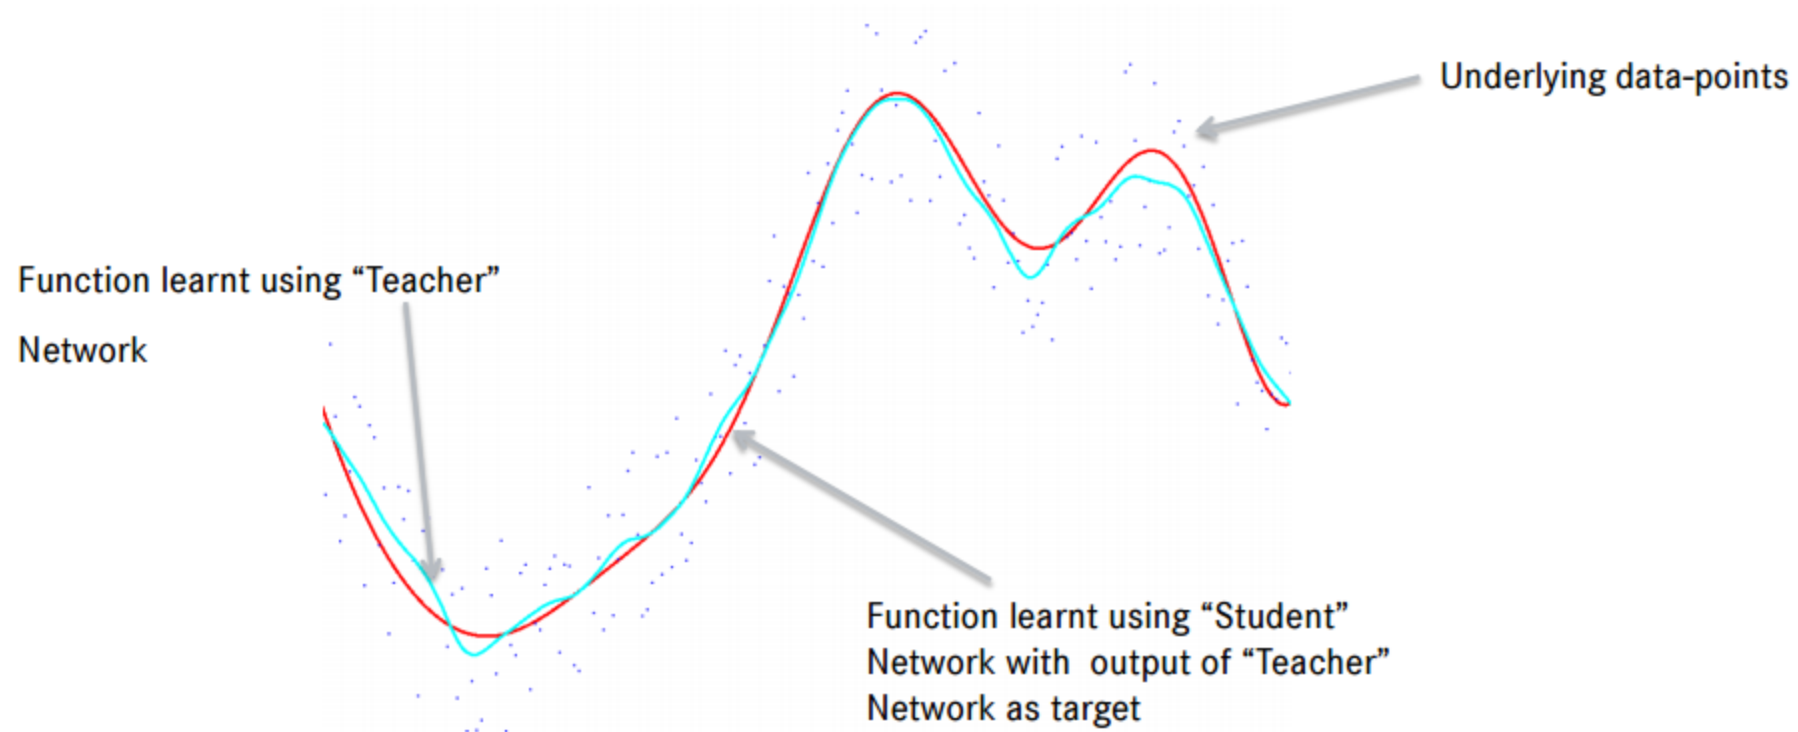 Underlying data-points
Function learnt using “Teacher”
Network
Function learnt using “Student”
Network with output of “Teacher”
Network as target